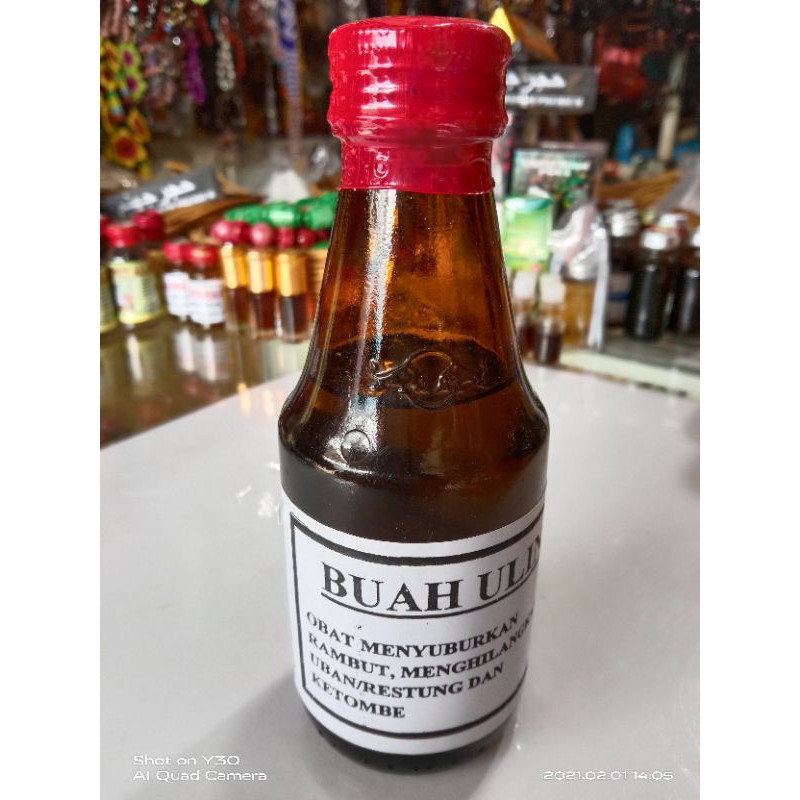 BUAH ULIN
OBAT MENYUBURKAN
RAMBUT, MENGHILANGKAN
UBAN/RESTUNG DAN
KETOMBE
Shot on Y30
AI Quad Camera
2021.02.01 14:05